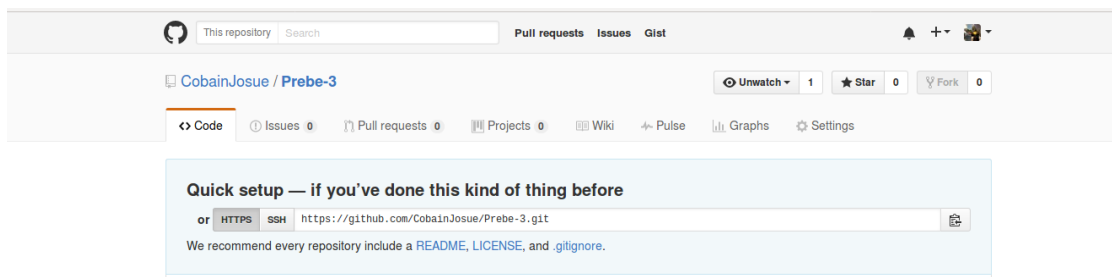 This repository Search Pull requests Issues Gist
CobainJosue / Prebe-3 Unwatch 1 Star 0 Fork 0
Code Issues 0 Pull requests 0 Projects 0 Wiki Pulse Graphs Settings
Quick setup — if you’ve done this kind of thing before
or HTTPS SSH https://github.com/CobainJosue/Prebe-3.git
We recommend every repository include a README, LICENSE, and .gitignore.